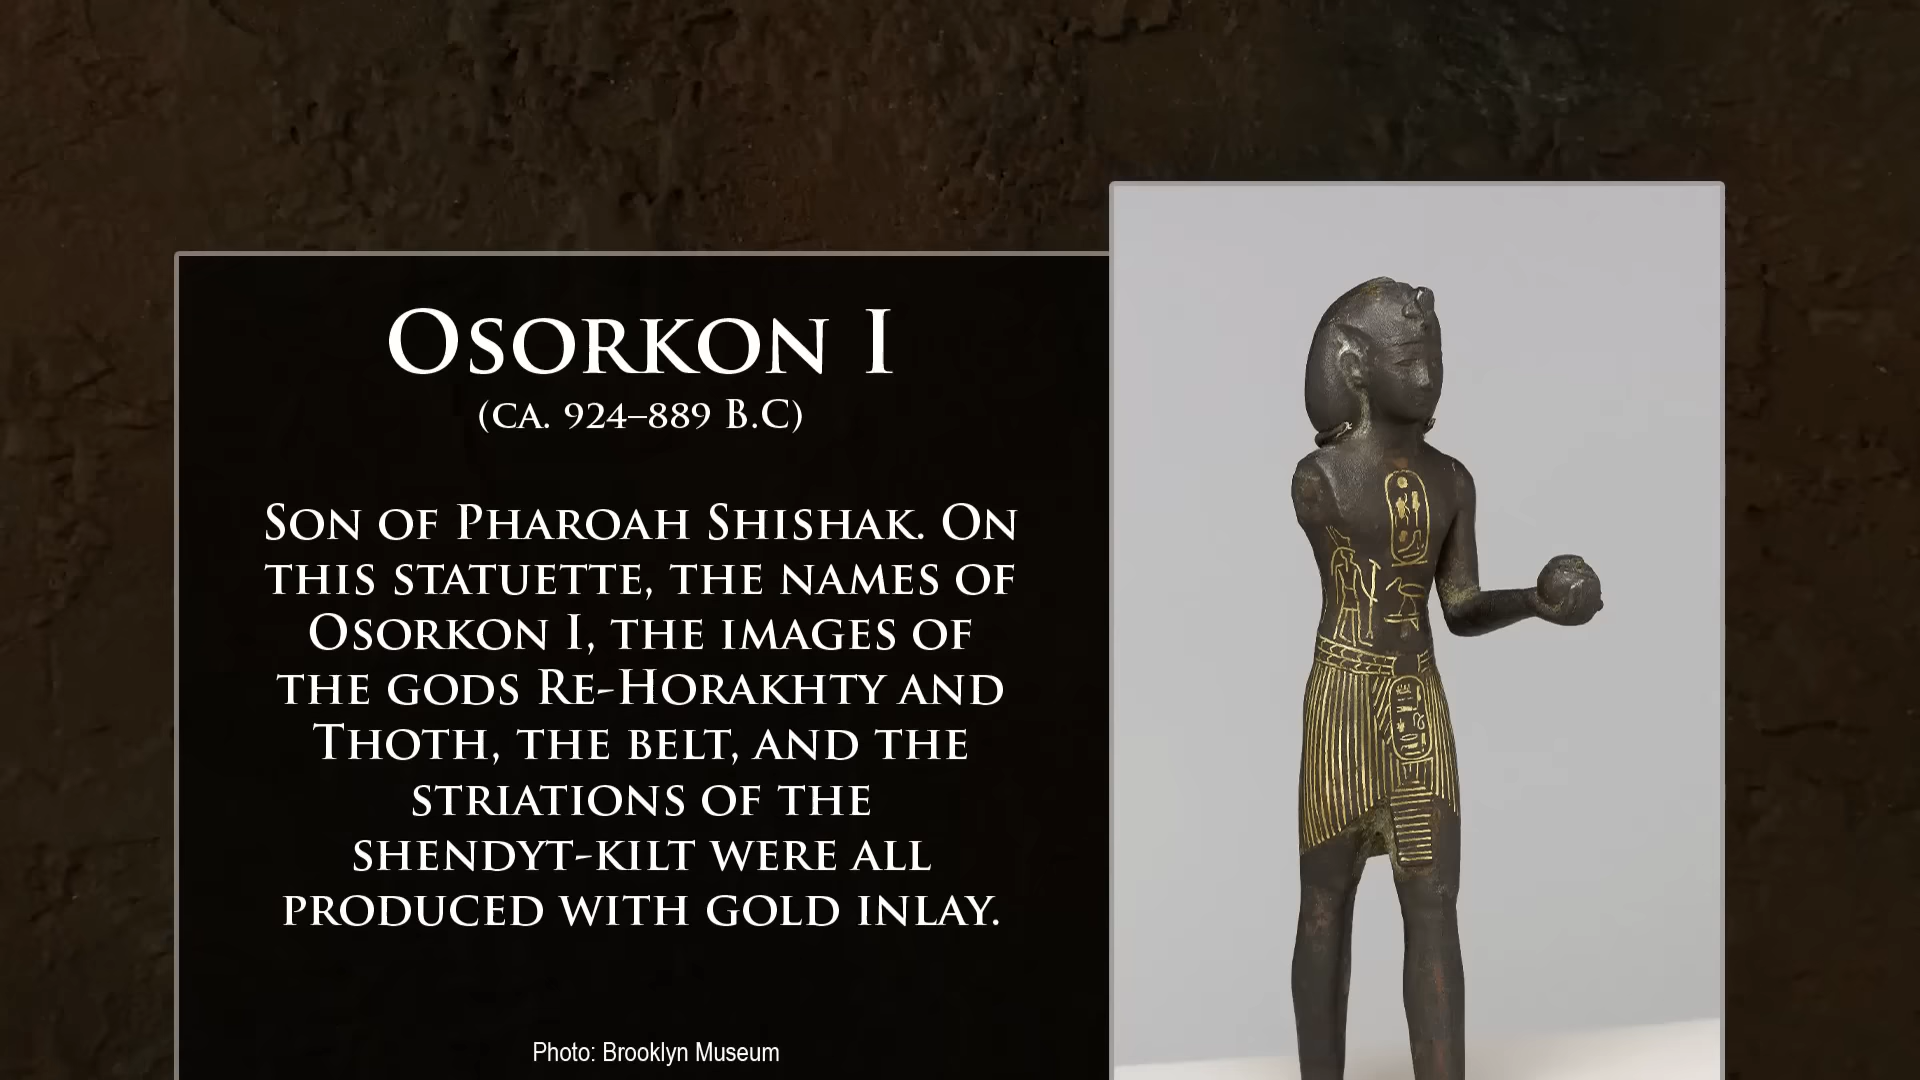 Osorkon I
(ca. 924–889 B.C)
Son of Pharoah Shishak. On
this statuette, the names of
Osorkon I, the images of
the gods Re-Horakhty and
Thoth, the belt, and the
striations of the
shendyt-kilt were all
produced with gold inlay.
Photo: Brooklyn Museum